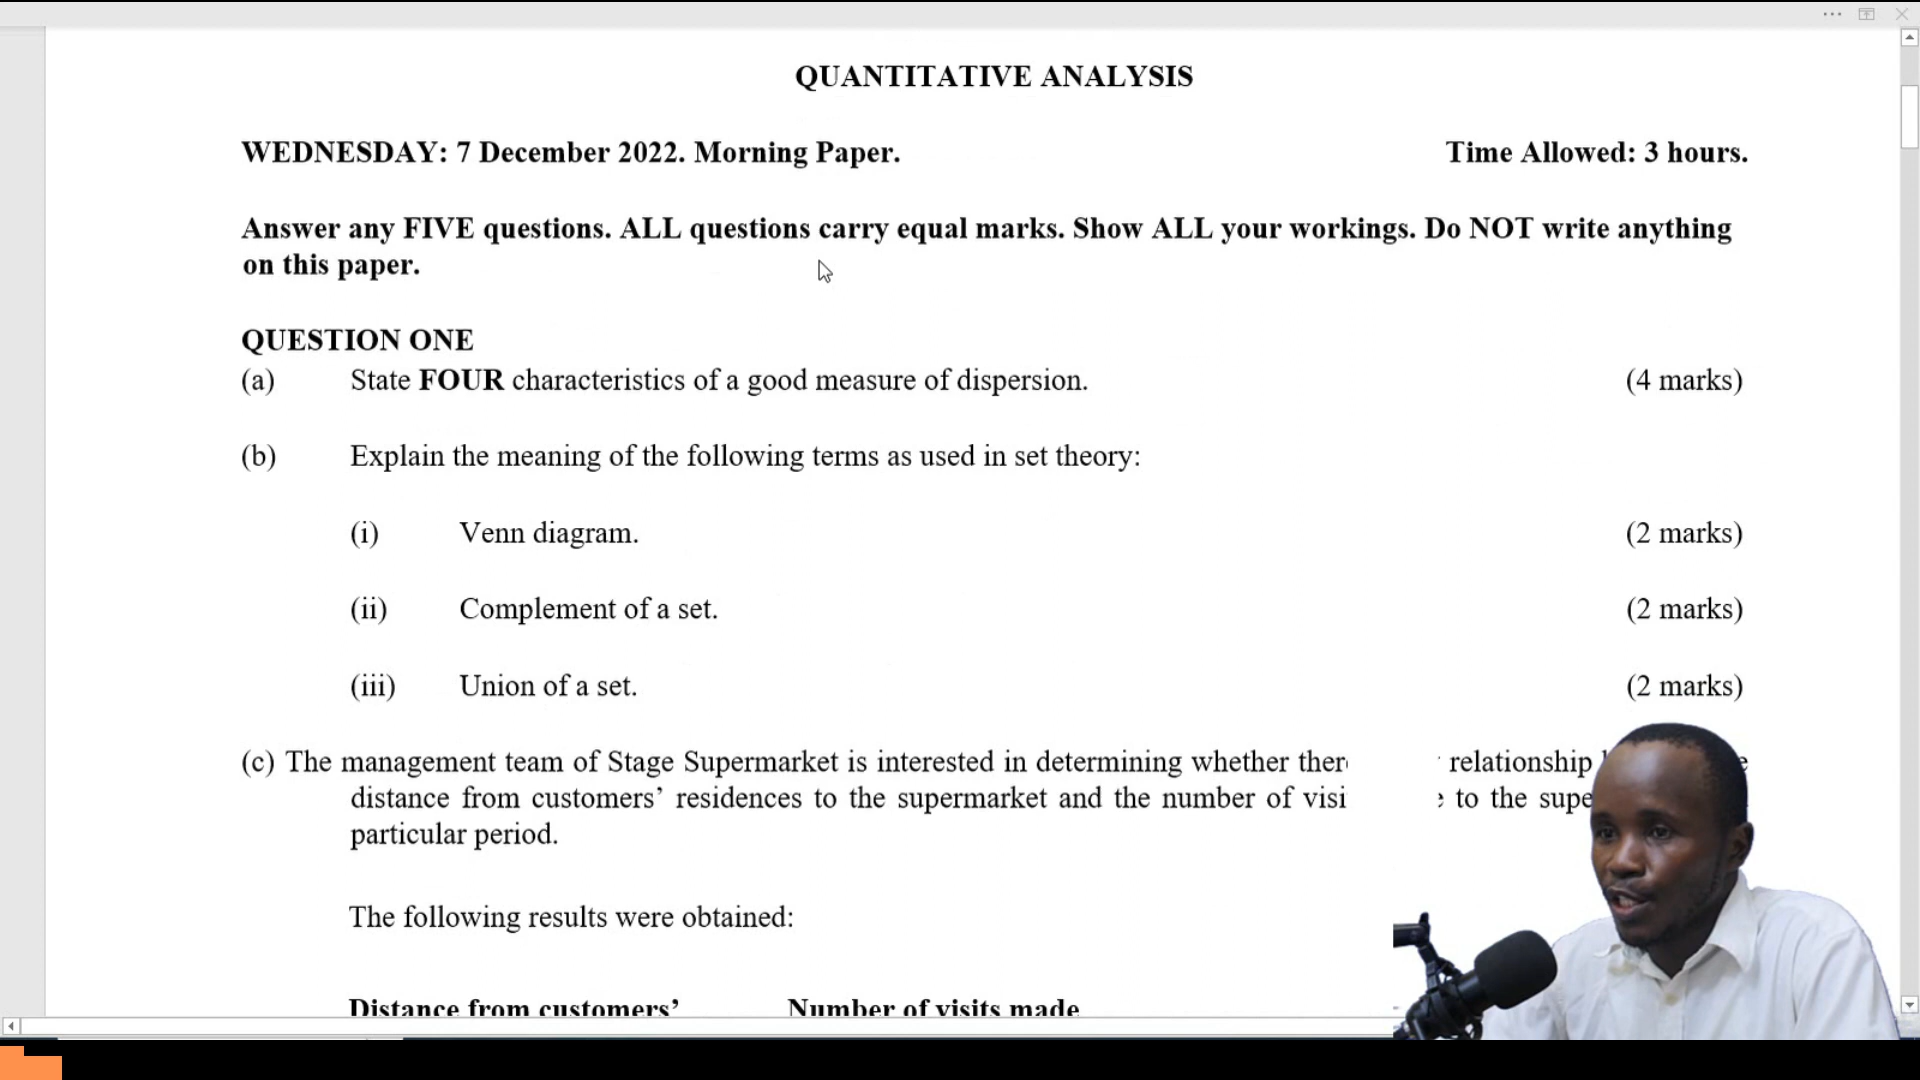 QUANTITATIVE ANALYSIS
WEDNESDAY: 7 December 2022. Morning Paper. Time Allowed: 3 hours.
Answer any FIVE questions. ALL questions carry equal marks. Show ALL your workings. Do NOT write anything
on this paper.
QUESTION ONE
(a) State FOUR characteristics of a good measure of dispersion. (4 marks)
(b) Explain the meaning of the following terms as used in set theory:
(i) Venn diagram. (2 marks)
(ii) Complement of a set. (2 marks)
(iii) Union of a set. (2 marks)
(c) The management team of Stage Supermarket is interested in determining whether relationship
distance from customers’ residences to the supermarket and the number of to the
particular period.
The following results were obtained:
Distance from customers’ Number of visits made